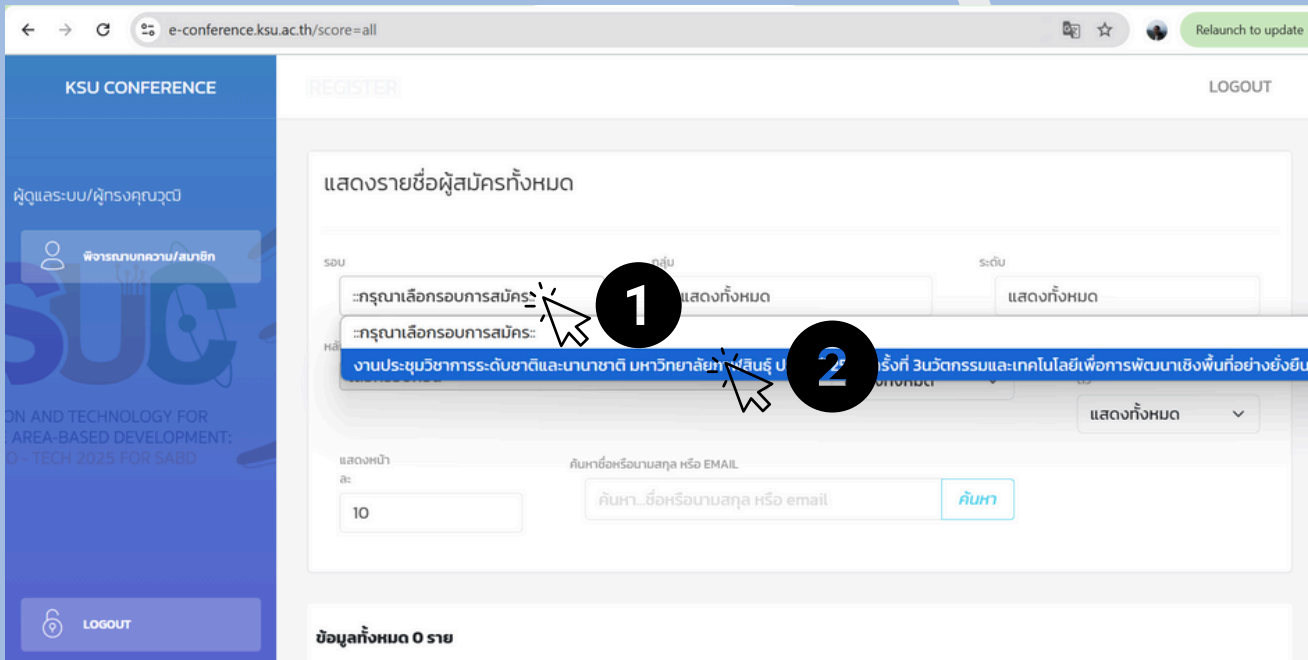 e-conference.ksu.ac.th/score=all
Relaunch to update
KSU CONFERENCE
REGISTER
LOGOUT
ผู้ดูแลระบบ/ผู้ทรงคุณวุฒิ
พิจารณาบทความ/สมาชิก
แสดงรายชื่อผู้สมัครทั้งหมด
รอบ
กลุ่ม
ระดับ
::กรุณาเลือกรอบการสมัคร::
1
แสดงทั้งหมด
แสดงทั้งหมด
::กรุณาเลือกรอบการสมัคร::
งานประชุมวิชาการระดับชาติและนานาชาติ มหาวิทยาลัยกาฬสินธุ์
2
ครั้งที่ 3นวัตกรรมและเทคโนโลยีเพื่อการพัฒนาเชิงพื้นที่อย่างยั่งยืน
แสดงทั้งหมด
SUC
ON AND TECHNOLOGY FOR
AREA-BASED DEVELOPMENT:
O - TECH 2025 FOR SABD
แสดงหน้า
ละ
10
ค้นหาชื่อหรือนามสกุล หรือ EMAIL
ค้นหา...ชื่อหรือนามสกุล หรือ email
ค้นหา
LOGOUT
ข้อมูลทั้งหมด 0 ราย